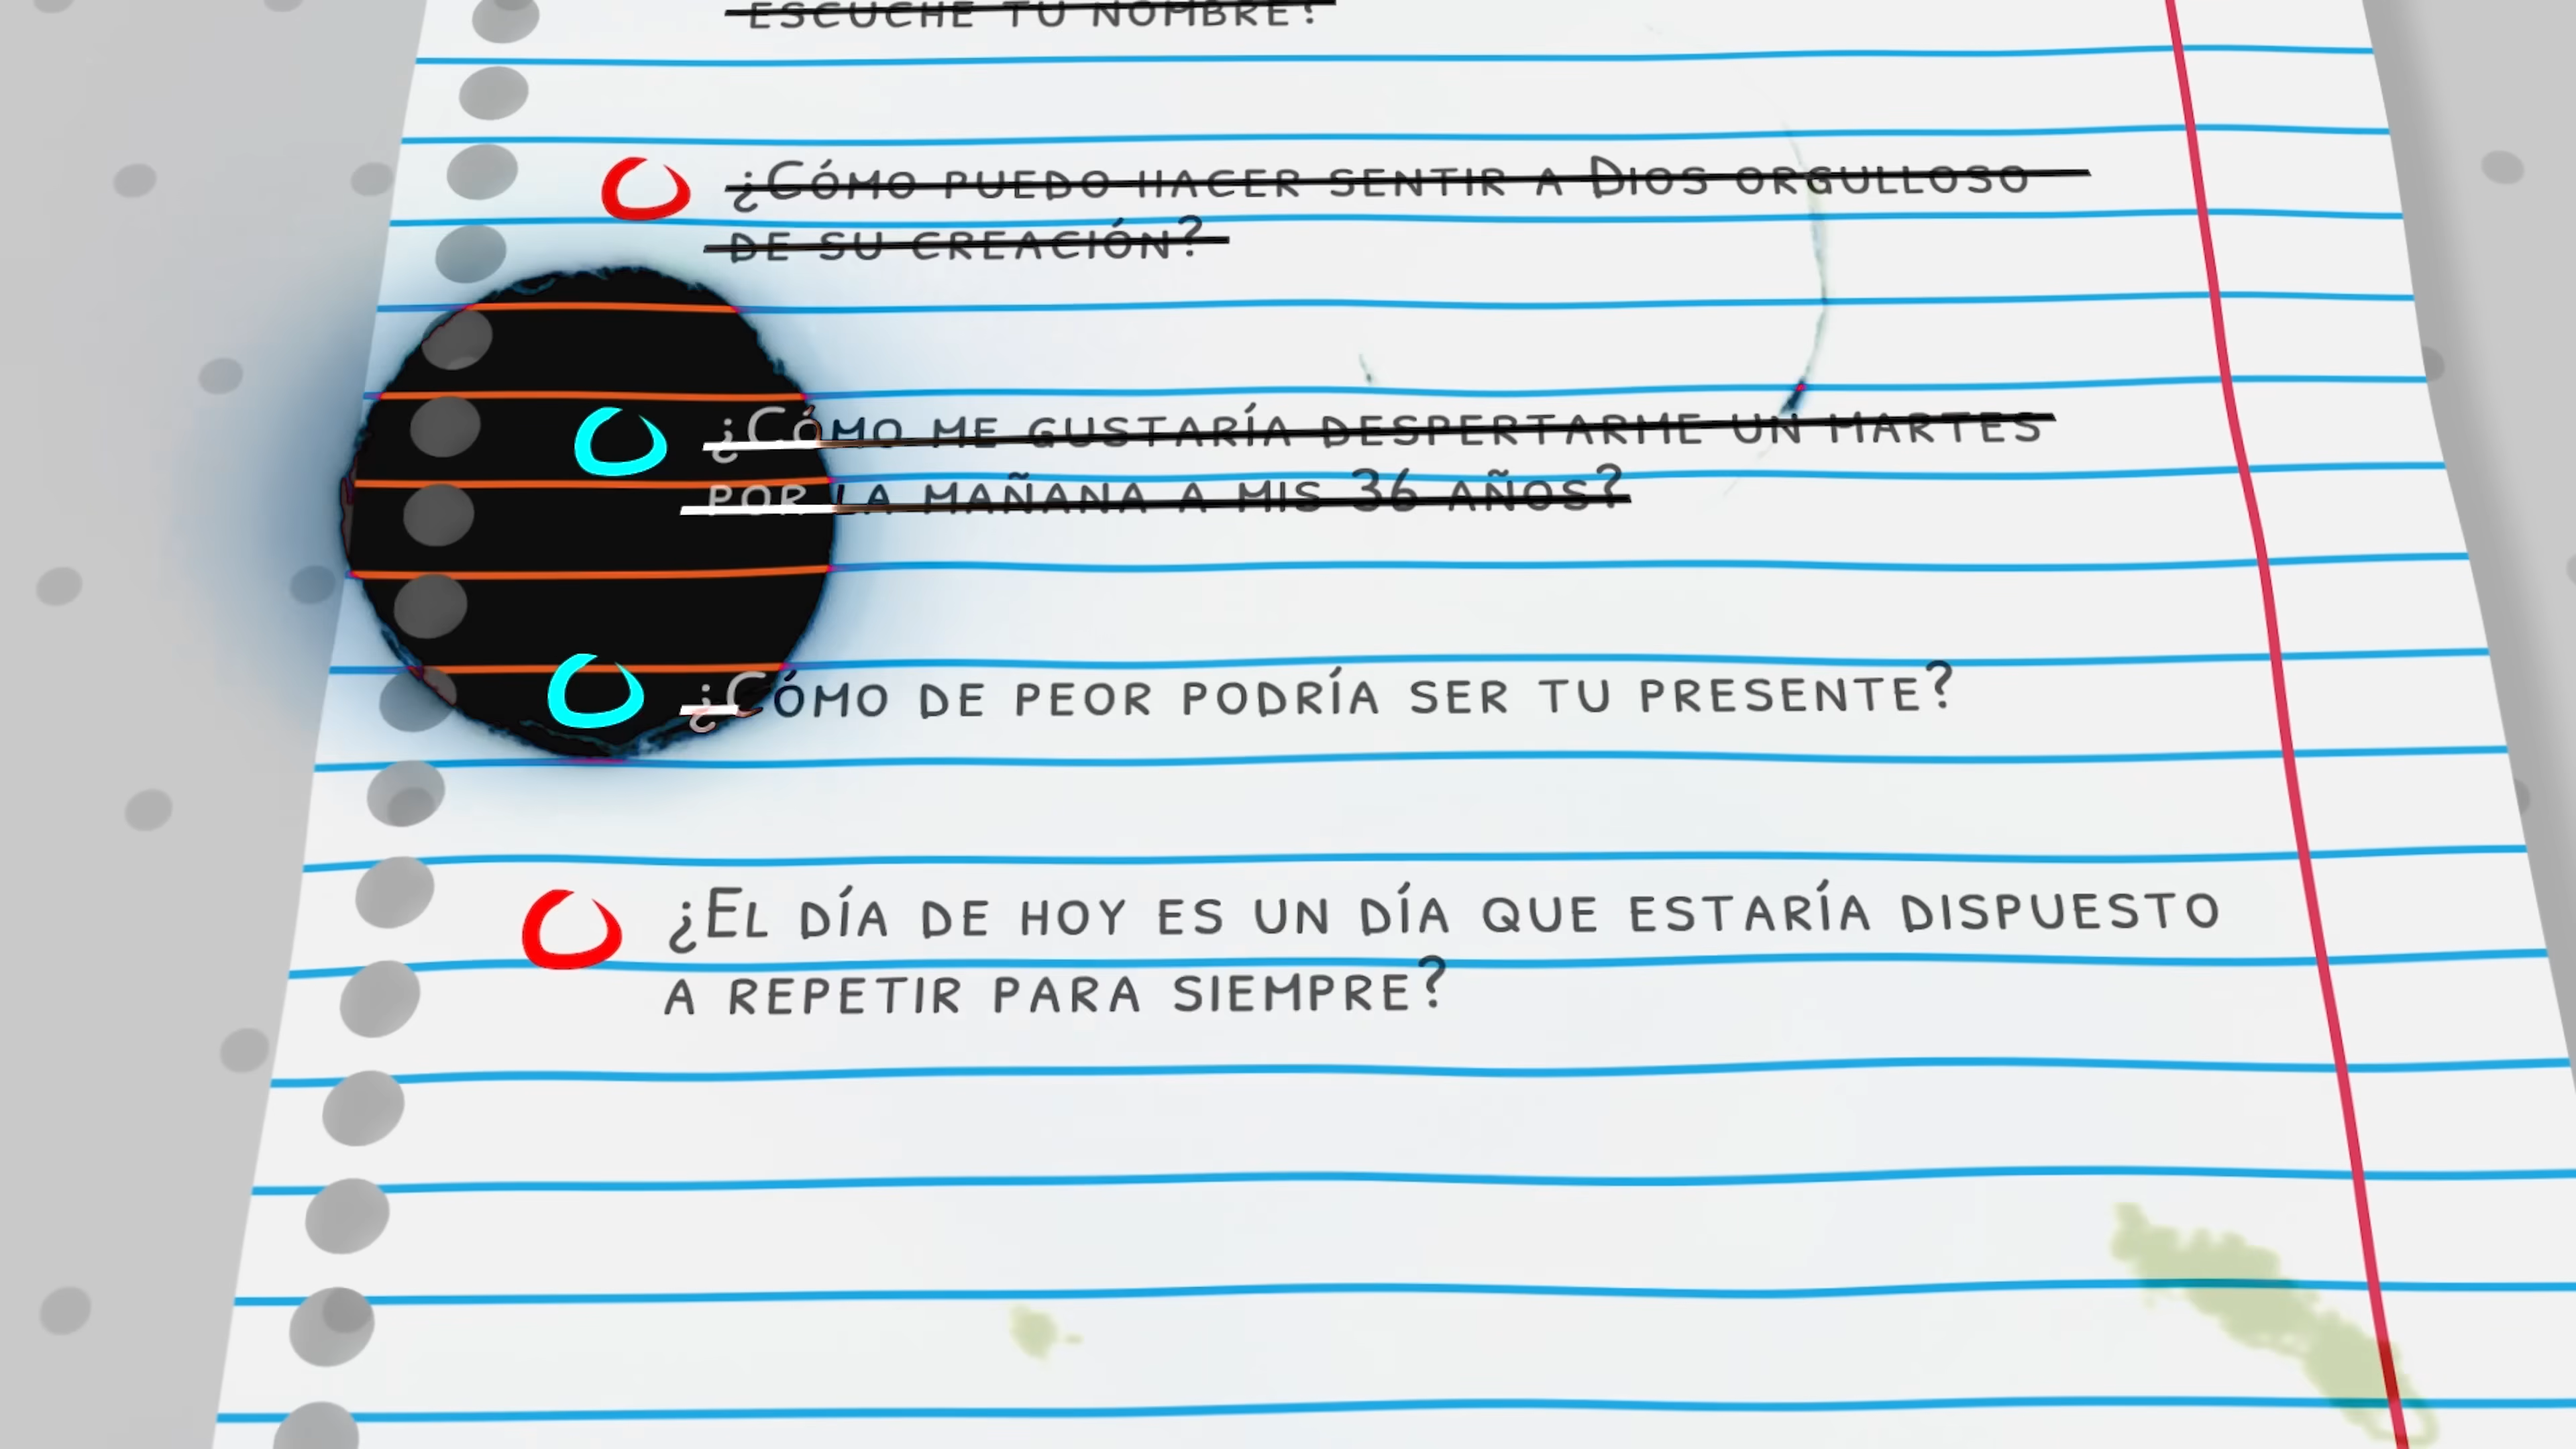 ESCUCHE TU NOMBRE?
¿CÓMO PUEDO HACER SENTIR A DIOS ORGULLOSO
DE SU CREACIÓN?
¿CÓMO ME GUSTARÍA DESPERTARME UN MARTES
POR LA MAÑANA A MIS 36 AÑOS?
¿CÓMO DE PEOR PODRÍA SER TU PRESENTE?
¿EL DÍA DE HOY ES UN DÍA QUE ESTARÍA DISPUESTO
A REPETIR PARA SIEMPRE?